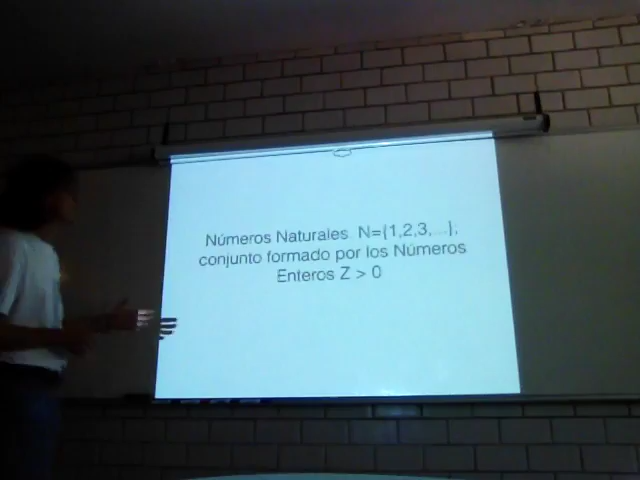 Números Naturales. N={1,2,3,...};
conjunto formado por los Números
Enteros Z > 0